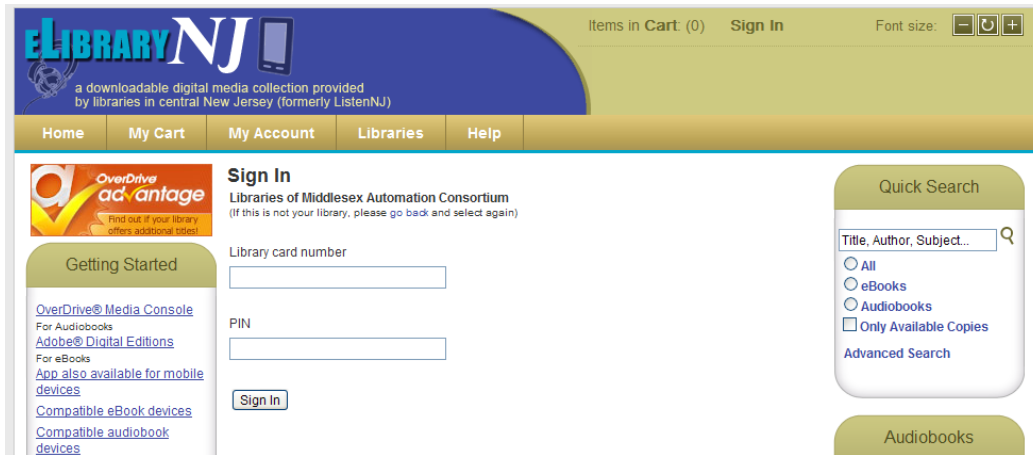 eLIBRARYNJ
a downloadable digital media collection provided
by libraries in central New Jersey (formerly ListenNJ)
Items in Cart: (0) Sign In Font size:
Home My Cart My Account Libraries Help
OverDrive
advantage
Find out if your library
offers additional titles!
Getting Started
OverDrive® Media Console
For Audiobooks
Adobe® Digital Editions
For eBooks
App also available for mobile
devices
Compatible eBook devices
Compatible audiobook
devices
Sign In
Libraries of Middlesex Automation Consortium
(If this is not your library, please go back and select again)
Library card number
PIN
Sign In
Quick Search
Title, Author, Subject...
All
eBooks
Audiobooks
Only Available Copies
Advanced Search
Audiobooks